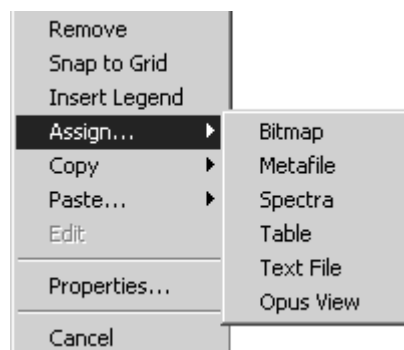 Remove
Snap to Grid
Insert Legend
Assign...
Copy
Paste...
Edit
Properties...
Cancel
Bitmap
Metafile
Spectra
Table
Text File
Opus View